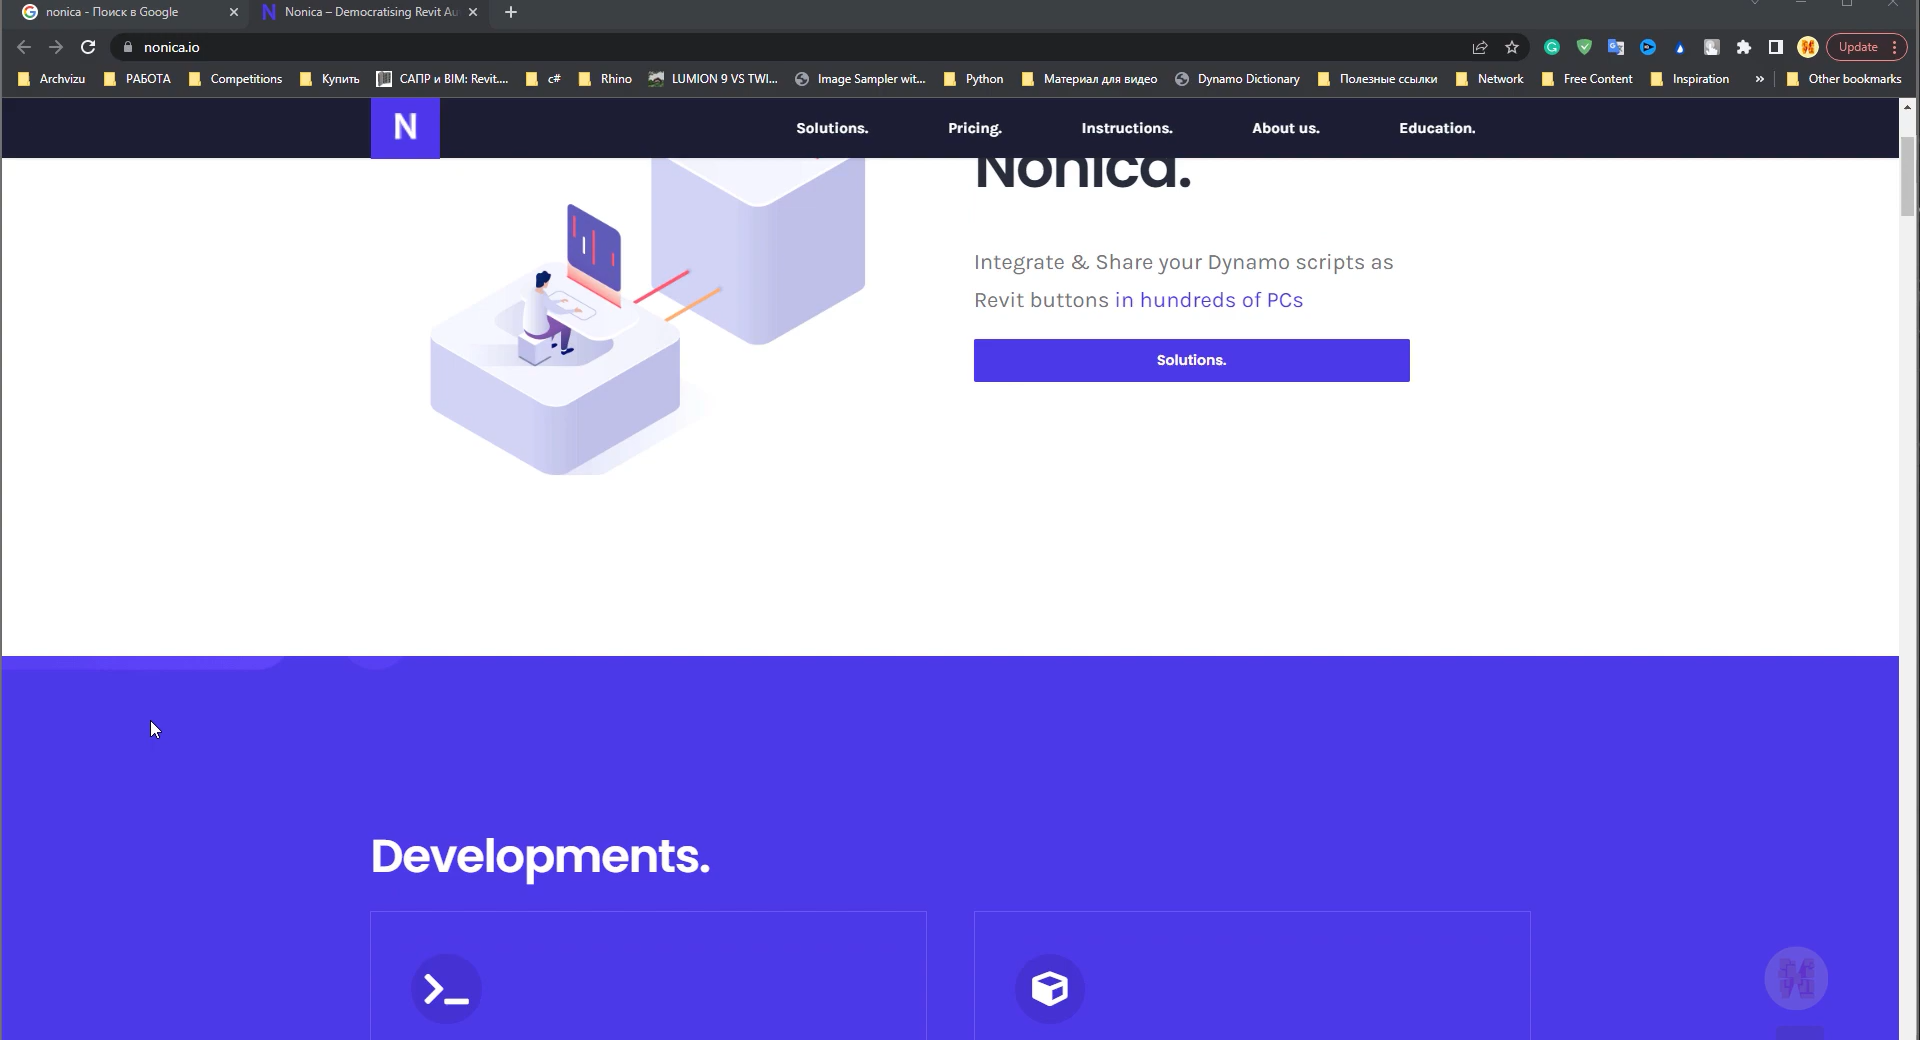 nonica - Поиск в Google
Nonica – Democratising Revit Au
nonica.io
Update
Archvizu
РАБОТА
Competitions
Купить
САПР и BIM: Revit....
c#
Rhino
LUMION 9 VS TWI...
Image Sampler wit...
Python
Материал для видео
Dynamo Dictionary
Полезные ссылки
Network
Free Content
Inspiration
»
Other bookmarks
N
Solutions.
Pricing.
Instructions.
About us.
Education.
Nonica.
Integrate & Share your Dynamo scripts as
Revit buttons in hundreds of PCs
Solutions.
Developments.